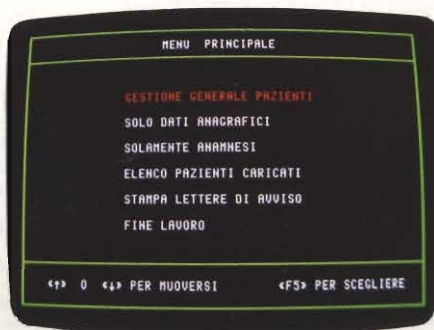 MENU PRINCIPALE
GESTIONE GENERALE PAZIENTI
SOLO DATI ANAGRAFICI
SOLAMENTE ANAMNESI
ELENCO PAZIENTI CARICATI
STAMPA LETTERE DI AVVISO
FINE LAVORO
<↑> O <↓> PER MUOVERSI <F5> PER SCEGLIERE